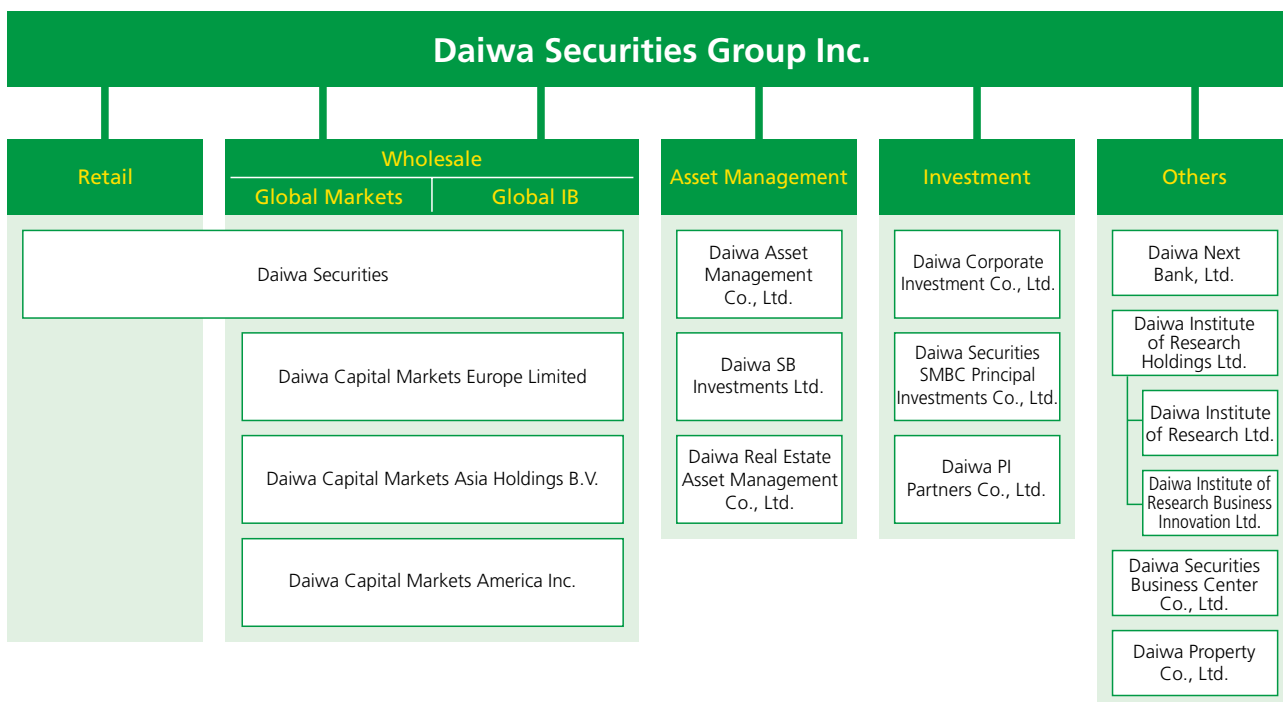 Daiwa Securities Group Inc.
Retail
Wholesale
Global Markets
Global IB
Asset Management
Investment
Others
Daiwa Securities
Daiwa Capital Markets Europe Limited
Daiwa Capital Markets Asia Holdings B.V.
Daiwa Capital Markets America Inc.
Daiwa Asset
Management
Co., Ltd.
Daiwa SB
Investments Ltd.
Daiwa Real Estate
Asset Management
Co., Ltd.
Daiwa Corporate
Investment Co., Ltd.
Daiwa Securities
SMBC Principal
Investments Co., Ltd.
Daiwa PI
Partners Co., Ltd.
Daiwa Next
Bank, Ltd.
Daiwa Institute
of Research
Holdings Ltd.
Daiwa Institute
of Research Ltd.
Daiwa Institute of
Research Business
Innovation Ltd.
Daiwa Securities
Business Center
Co., Ltd.
Daiwa Property
Co., Ltd.